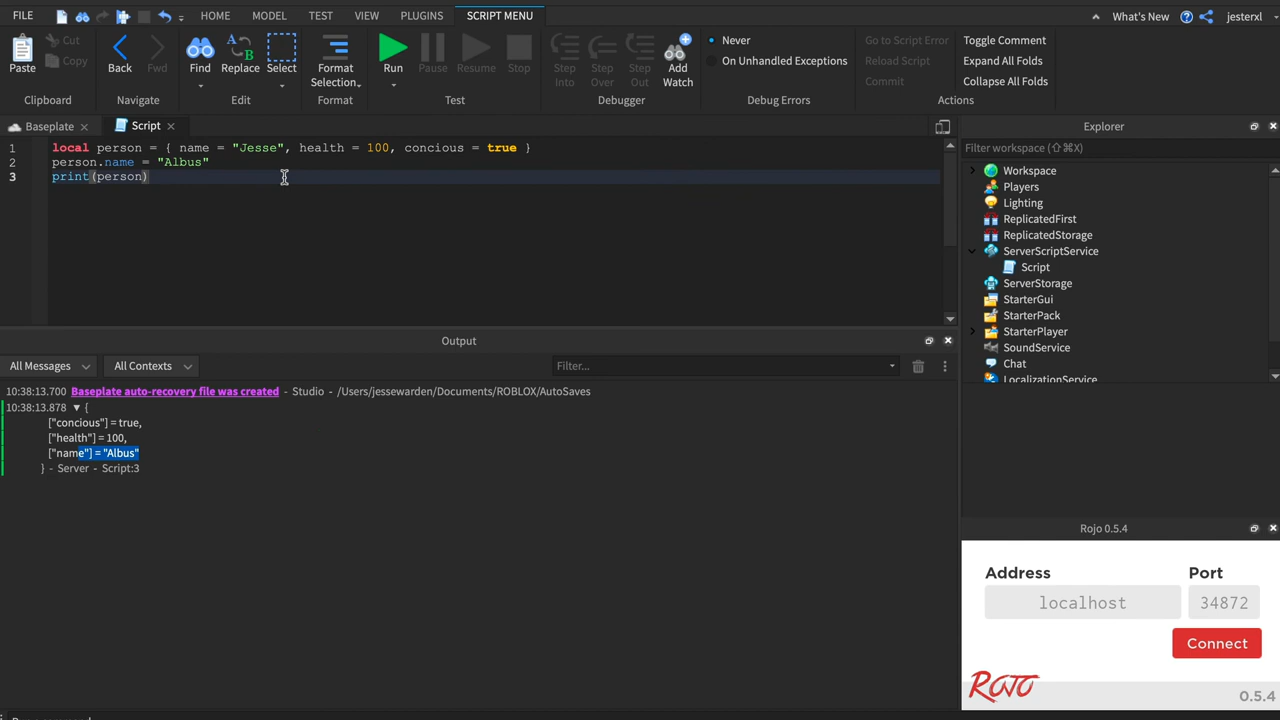 FILE HOME MODEL TEST VIEW PLUGINS SCRIPT MENU What's New jesterxl
Paste Cut Copy
Clipboard
Back Fwd
Navigate
Find Replace Select
Edit
Format Selection
Format
Run Pause Resume Stop
Test
Step Into Step Over Step Out Add Watch
Debugger
Never
On Unhandled Exceptions
Debug Errors
Go to Script Error
Reload Script
Commit
Toggle Comment
Expand All Folds
Collapse All Folds
Actions
Baseplate Script
1 local person = { name = "Jesse", health = 100, concious = true }
2 person.name = "Albus"
3 print(person)
Output
All Messages All Contexts Filter...
10:38:13.700 Baseplate auto-recovery file was created - Studio - /Users/jessewarden/Documents/ROBLOX/AutoSaves
10:38:13.878 ▼ {
["concious"] = true,
["health"] = 100,
["name"] = "Albus"
} - Server - Script:3
Explorer
Filter workspace (⇧⌘X)
Workspace
Players
Lighting
ReplicatedFirst
ReplicatedStorage
ServerScriptService
Script
ServerStorage
StarterGui
StarterPack
StarterPlayer
SoundService
Chat
LocalizationService
Rojo 0.5.4
Address Port
localhost 34872
Connect
ROJO 0.5.4